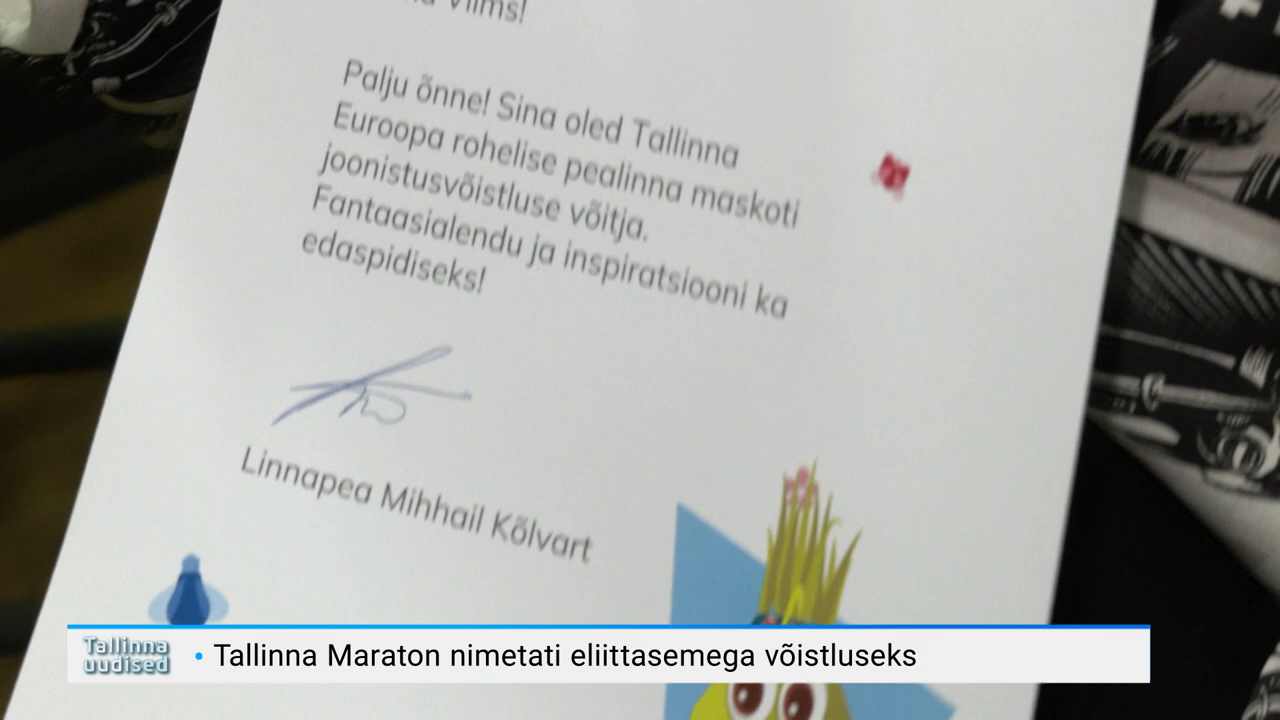 Viims!
Palju õnne! Sina oled Tallinna
Euroopa rohelise pealinna maskoti
joonistusvõistluse võitja.
Fantaasialendu ja inspiratsiooni ka
edaspidiseks!
Linnapea Mihhail Kõlvart
Tallinna
uudised
• Tallinna Maraton nimetati eliittasemega võistluseks